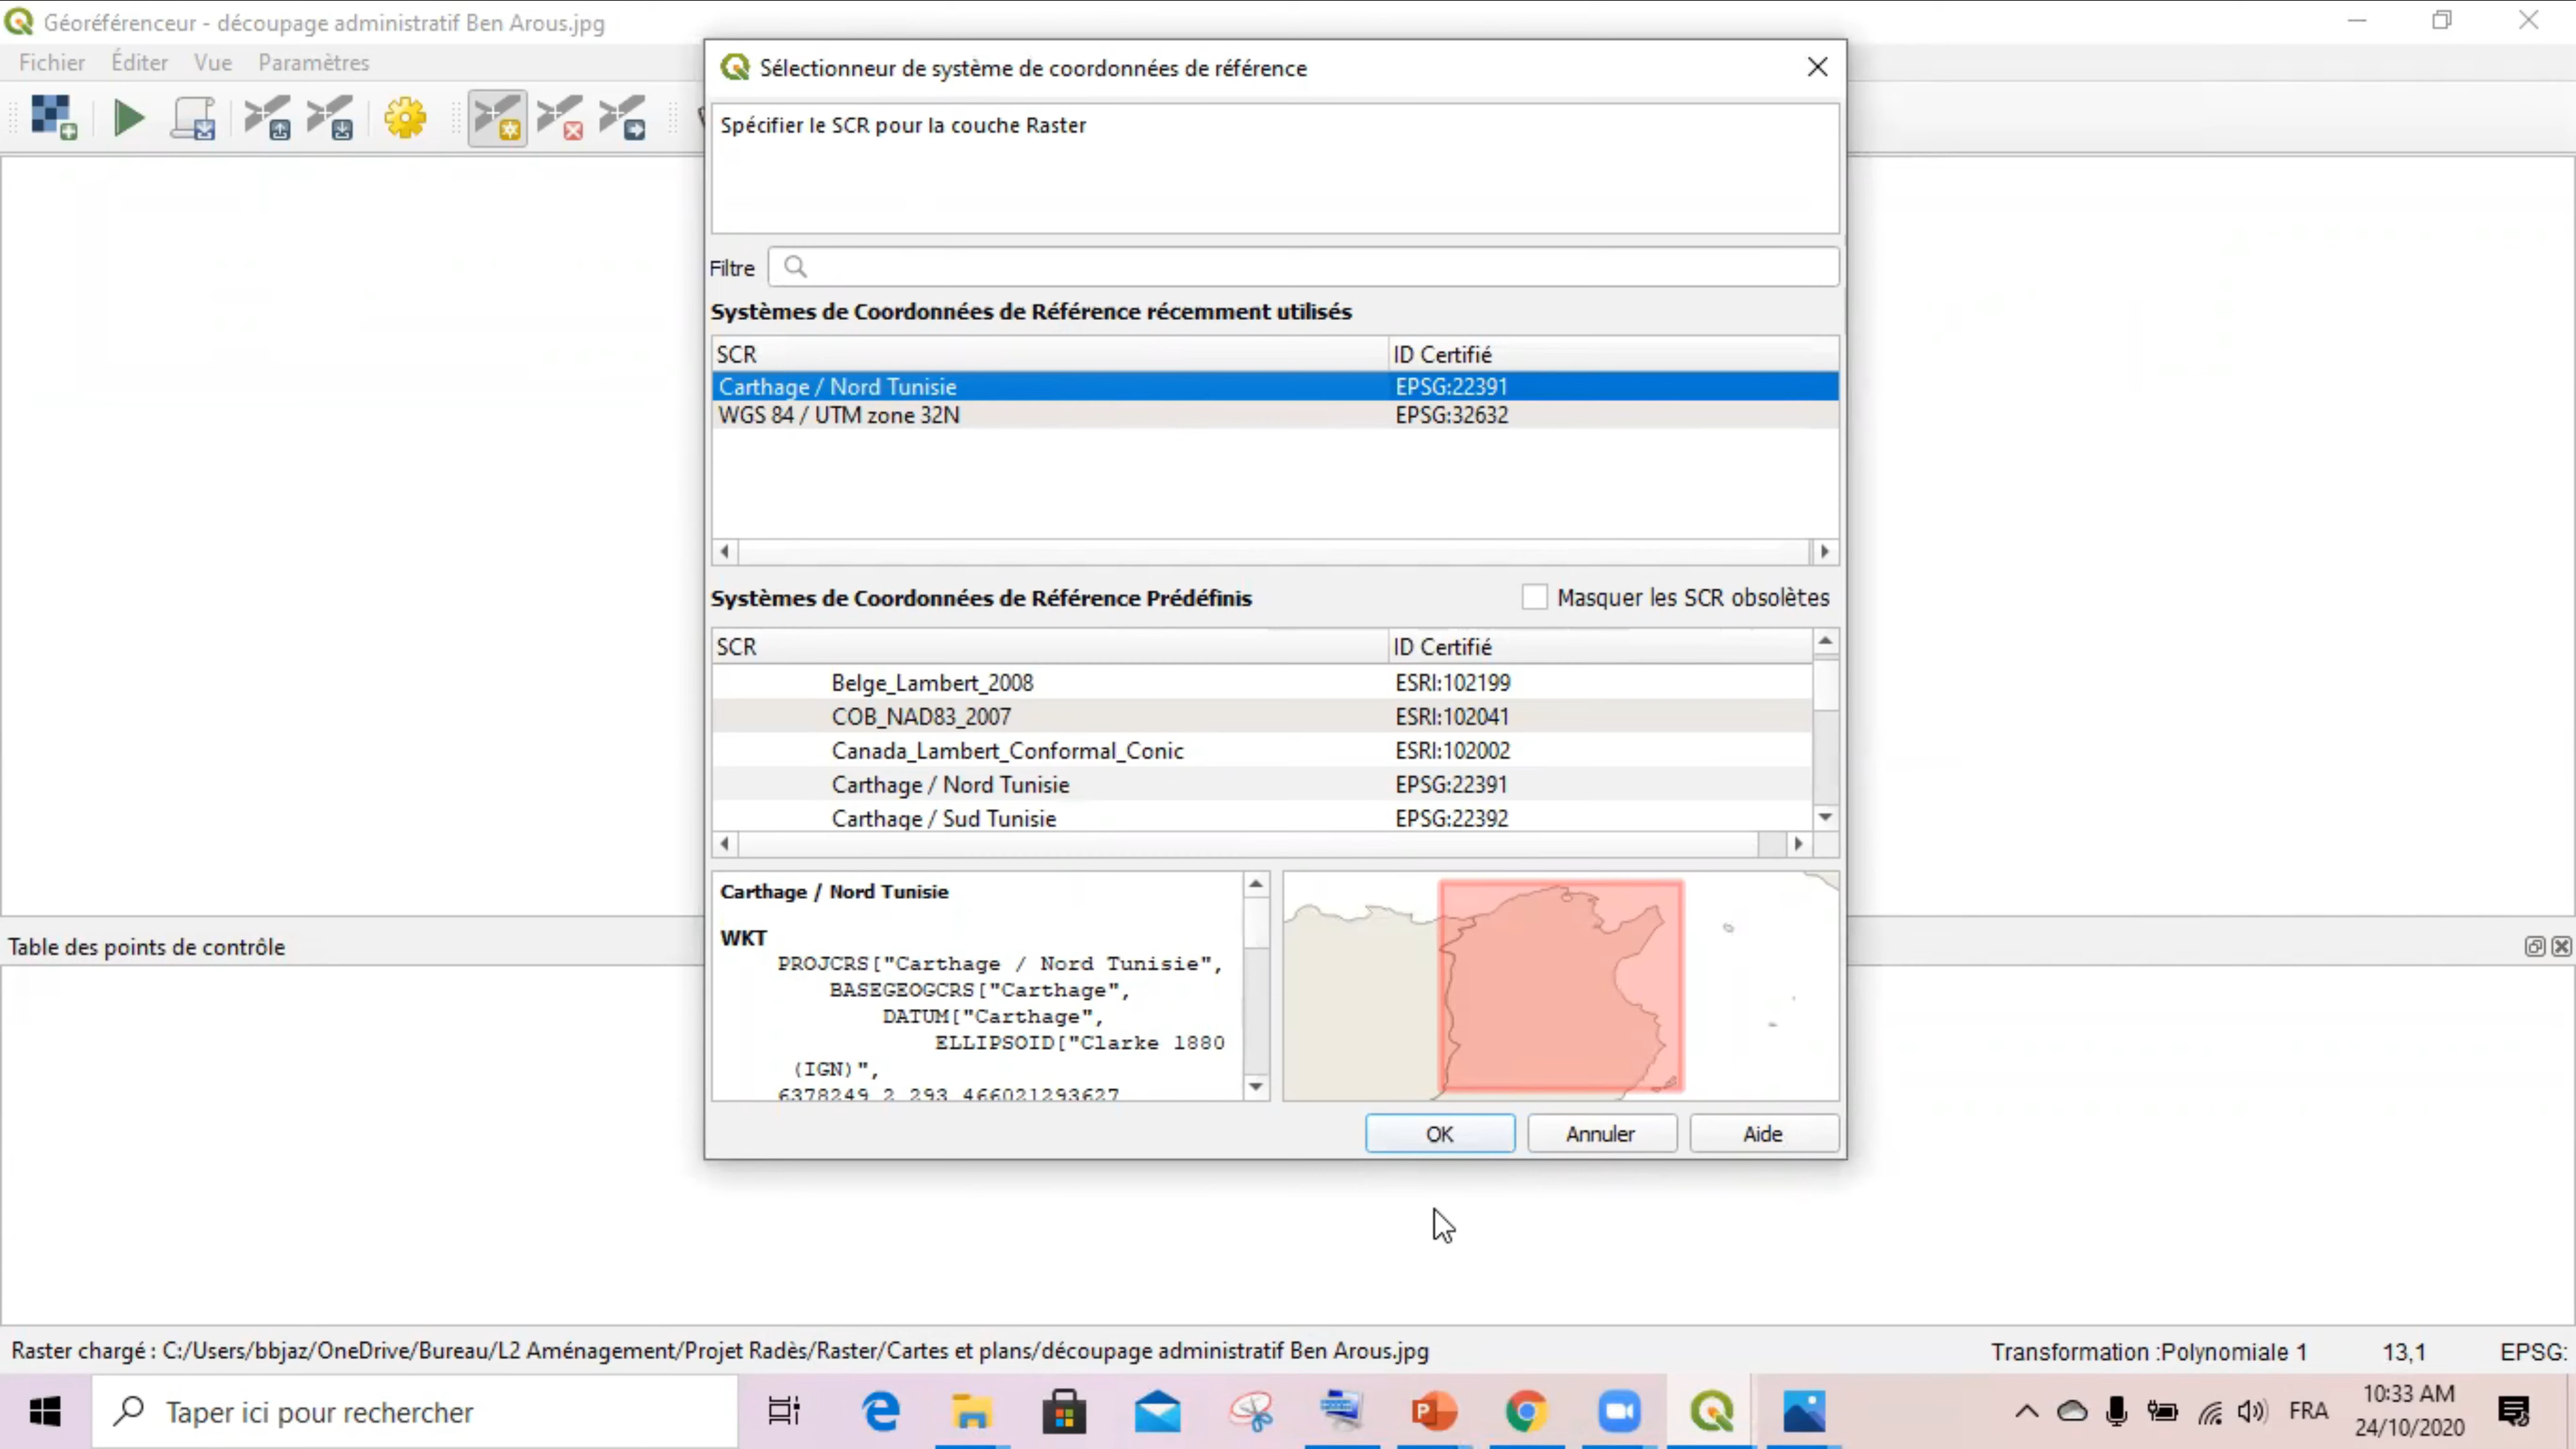 Géoréférenceur - découpage administratif Ben Arous.jpg
Fichier Éditer Vue Paramètres
Sélectionneur de système de coordonnées de référence
Spécifier le SCR pour la couche Raster
Filtre
Systèmes de Coordonnées de Référence récemment utilisés
SCR ID Certifié
Carthage / Nord Tunisie EPSG:22391
WGS 84 / UTM zone 32N EPSG:32632
Systèmes de Coordonnées de Référence Prédéfinis Masquer les SCR obsolètes
SCR ID Certifié
Belge_Lambert_2008 ESRI:102199
COB_NAD83_2007 ESRI:102041
Canada_Lambert_Conformal_Conic ESRI:102002
Carthage / Nord Tunisie EPSG:22391
Carthage / Sud Tunisie EPSG:22392
Carthage / Nord Tunisie
WKT
PROJCRS["Carthage / Nord Tunisie",
BASEGEOGCRS["Carthage",
DATUM["Carthage",
ELLIPSOID["Clarke 1880
(IGN)",
6378249.2,293.466021293627
OK Annuler Aide
Table des points de contrôle
Raster chargé : C:/Users/bbjaz/OneDrive/Bureau/L2 Aménagement/Projet Radès/Raster/Cartes et plans/découpage administratif Ben Arous.jpg
Transformation :Polynomiale 1 13,1 EPSG:
Taper ici pour rechercher
FRA
10:33 AM
24/10/2020